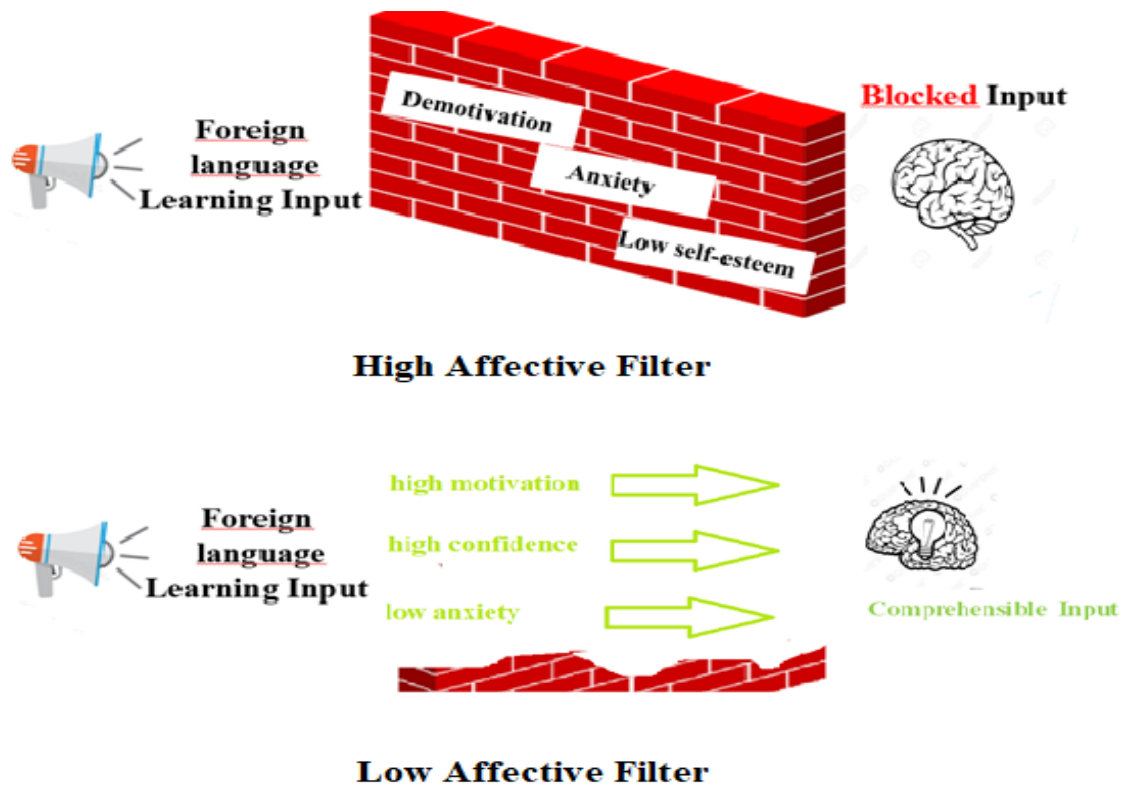 Foreign
language
Learning Input
Demotivation
Anxiety
Low self-esteem
Blocked Input
High Affective Filter
Foreign
language
Learning Input
high motivation
high confidence
low anxiety
Comprehensible Input
Low Affective Filter